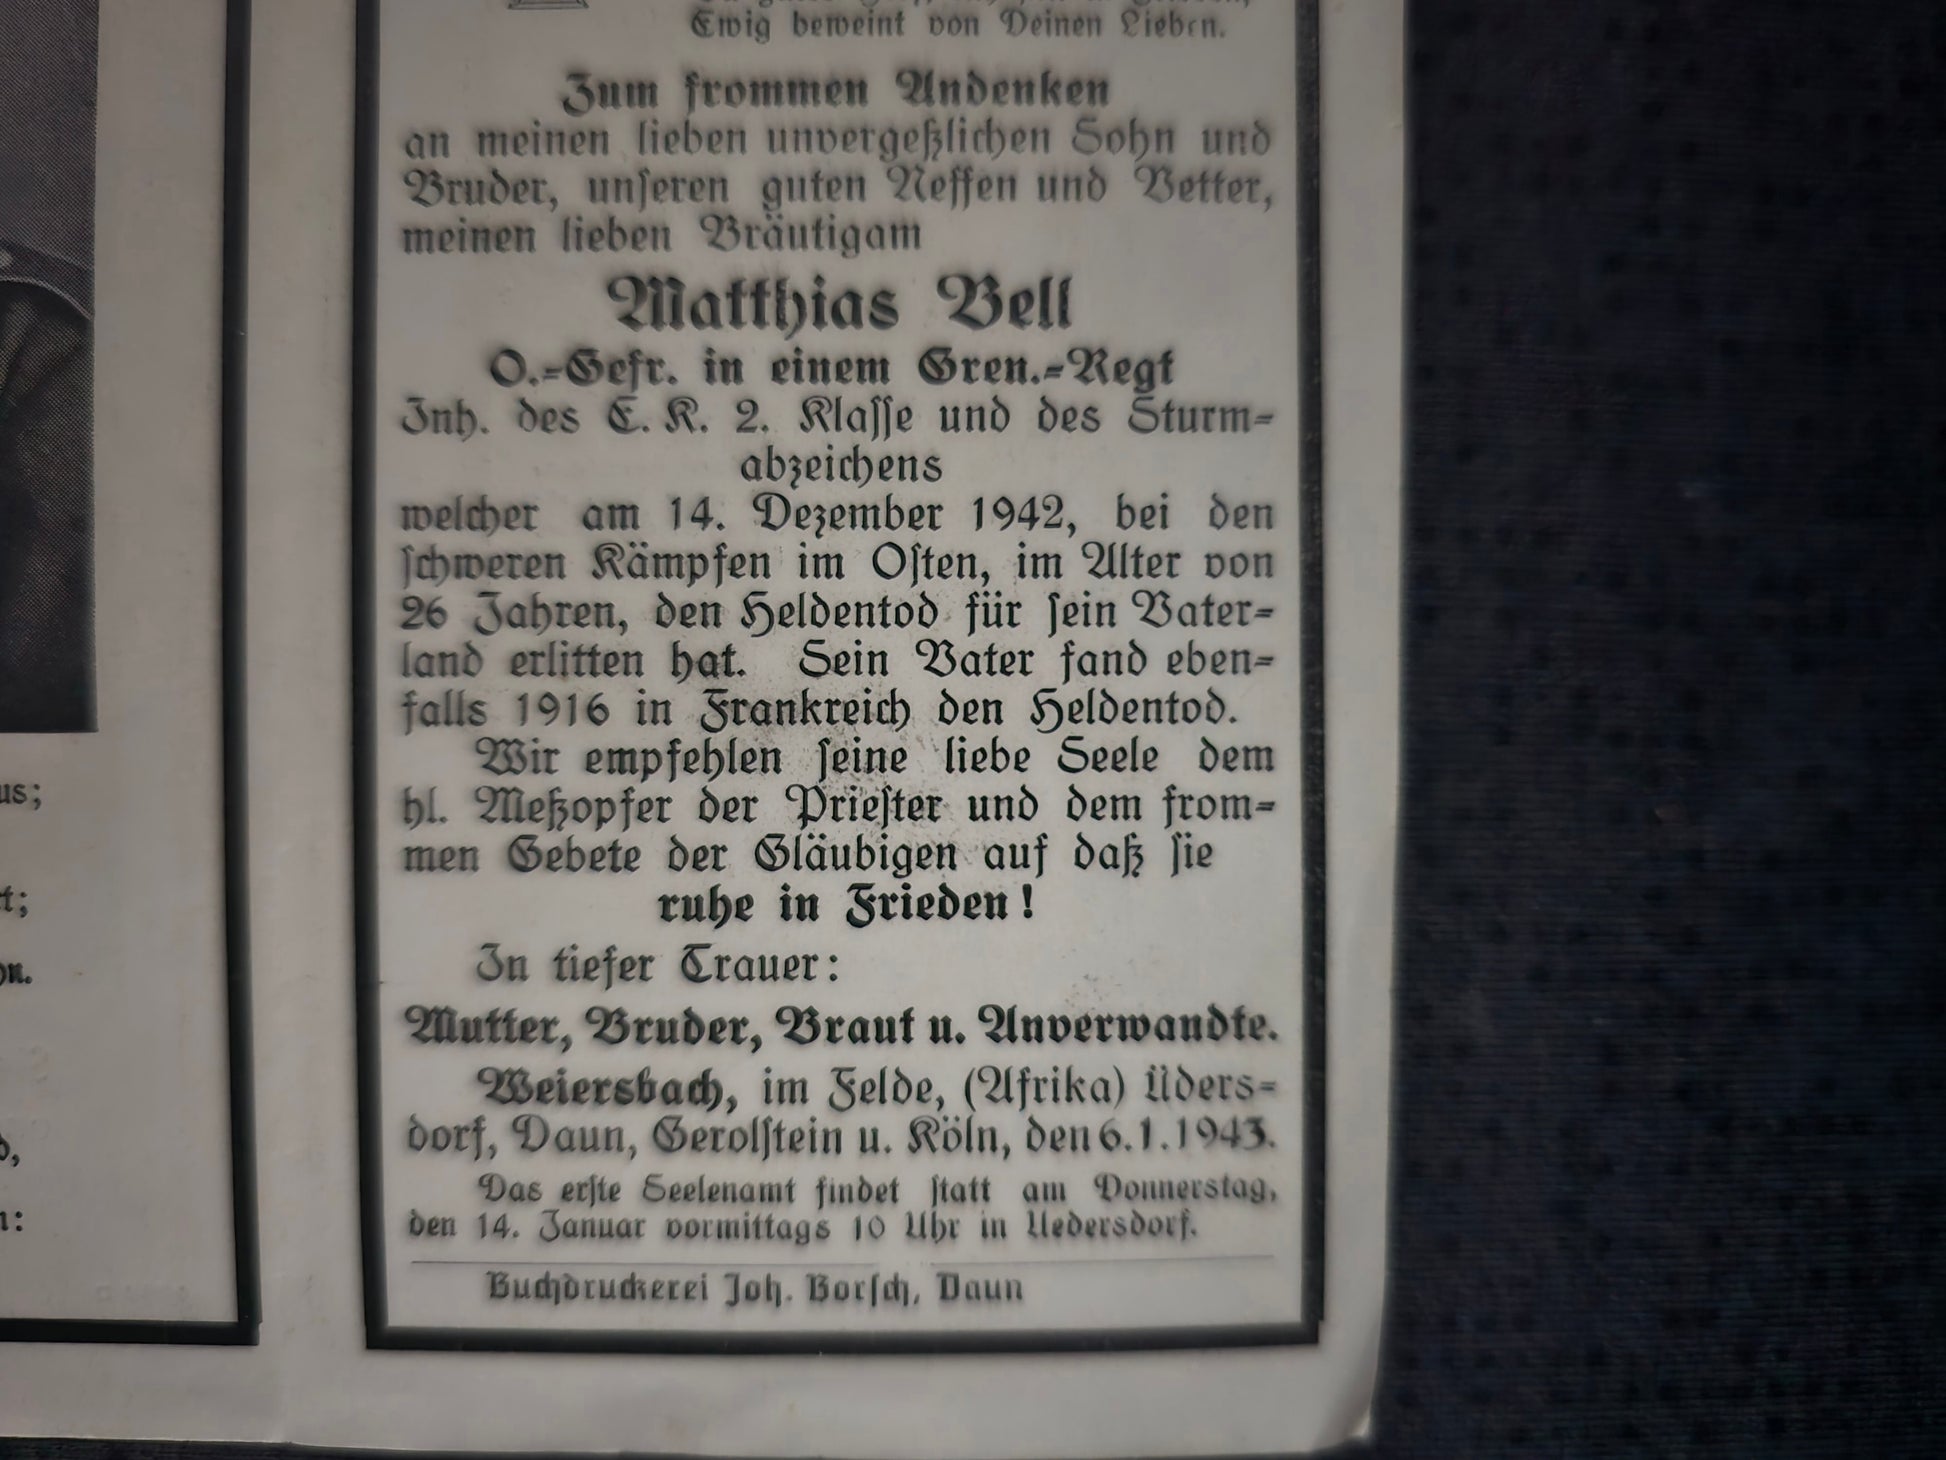 Ewig beweint von Deinen Lieben.
Zum frommen Andenken
an meinen lieben unvergeßlichen Sohn und
Bruder, unseren guten Neffen und Vetter,
meinen lieben Bräutigam
Matthias Bell
O.-Gefr. in einem Gren.-Regt
Inh. des E. K. 2. Klasse und des Sturm-
abzeichens
welcher am 14. Dezember 1942, bei den
schweren Kämpfen im Osten, im Alter von
26 Jahren, den Heldentod für sein Vater-
land erlitten hat. Sein Vater fand eben-
falls 1916 in Frankreich den Heldentod.
Wir empfehlen seine liebe Seele dem
hl. Meßopfer der Priester und dem from-
men Gebete der Gläubigen auf daß sie
ruhe in Frieden!
In tiefer Trauer:
Mutter, Bruder, Braut u. Anverwandte.
Weiersbach, im Felde, (Afrika) Üders-
dorf, Daun, Gerolstein u. Köln, den 6.1.1943.
Das erste Seelenamt findet statt am Donnerstag,
den 14. Januar vormittags 10 Uhr in Uedersdorf.
Buchdruckerei Joh. Borsch, Daun